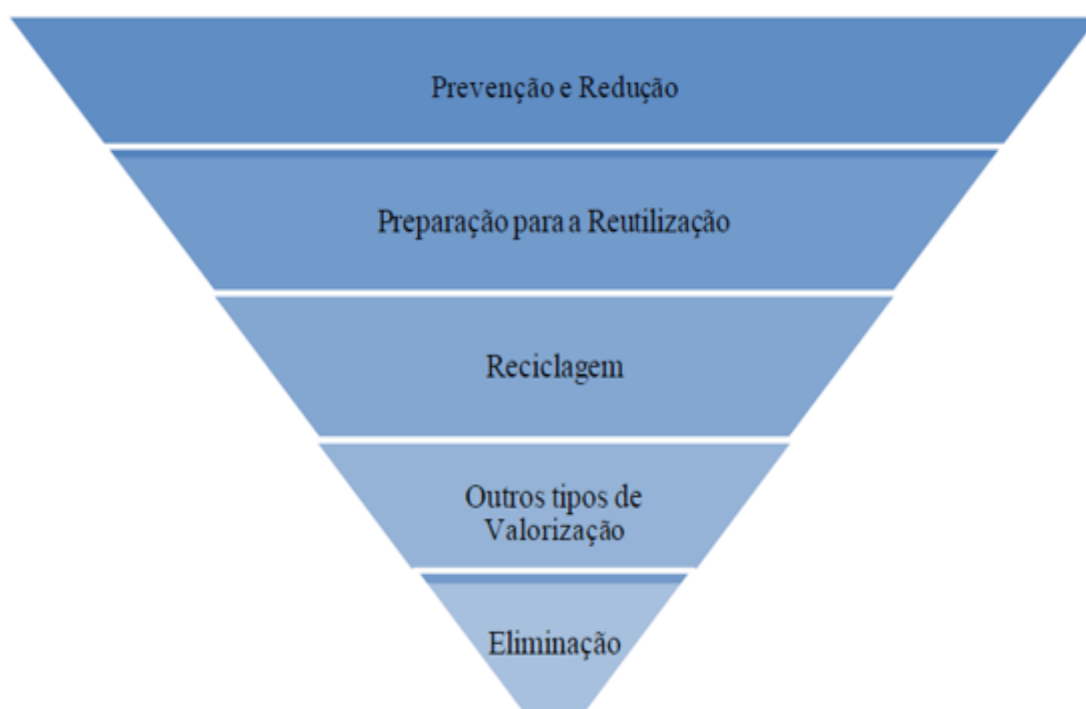 Prevenção e Redução
Preparação para a Reutilização
Reciclagem
Outros tipos de
Valorização
Eliminação